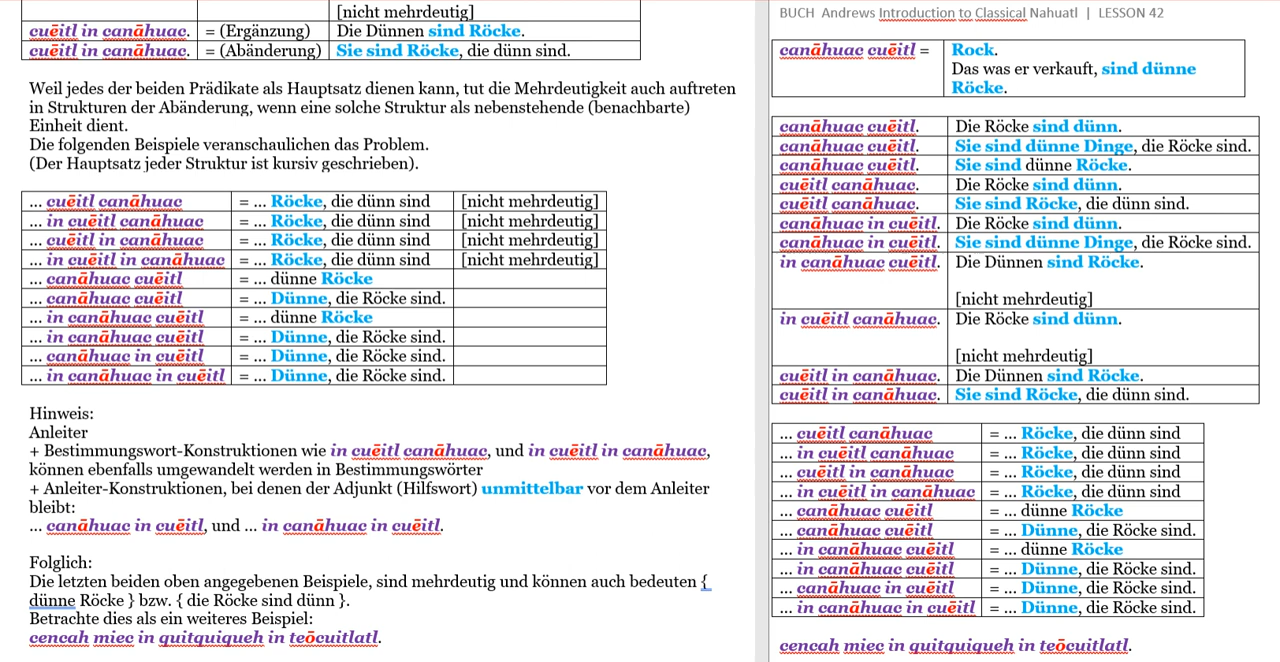 [nicht mehrdeutig]
cuēitl in canāhuac. = (Ergänzung) Die Dünnen sind Röcke.
cuēitl in canāhuac. = (Abänderung) Sie sind Röcke, die dünn sind.
Weil jedes der beiden Prädikate als Hauptsatz dienen kann, tut die Mehrdeutigkeit auch auftreten
in Strukturen der Abänderung, wenn eine solche Struktur als nebenstehende (benachbarte)
Einheit dient.
Die folgenden Beispiele veranschaulichen das Problem.
(Der Hauptsatz jeder Struktur ist kursiv geschrieben).
... cuēitl canāhuac = ... Röcke, die dünn sind [nicht mehrdeutig]
... in cuēitl canāhuac = ... Röcke, die dünn sind [nicht mehrdeutig]
... cuēitl in canāhuac = ... Röcke, die dünn sind [nicht mehrdeutig]
... in cuēitl in canāhuac = ... Röcke, die dünn sind [nicht mehrdeutig]
... canāhuac cuēitl = ... dünne Röcke
... canāhuac cuēitl = ... Dünne, die Röcke sind.
... in canāhuac cuēitl = ... dünne Röcke
... in canāhuac cuēitl = ... Dünne, die Röcke sind.
... canāhuac in cuēitl = ... Dünne, die Röcke sind.
... in canāhuac in cuēitl = ... Dünne, die Röcke sind.
Hinweis:
Anleiter
+ Bestimmungswort-Konstruktionen wie in cuēitl canāhuac, und in cuēitl in canāhuac,
können ebenfalls umgewandelt werden in Bestimmungswörter
+ Anleiter-Konstruktionen, bei denen der Adjunkt (Hilfswort) unmittelbar vor dem Anleiter
bleibt:
... canāhuac in cuēitl, und ... in canāhuac in cuēitl.
Folglich:
Die letzten beiden oben angegebenen Beispiele, sind mehrdeutig und können auch bedeuten {
dünne Röcke } bzw. { die Röcke sind dünn }.
Betrachte dies als ein weiteres Beispiel:
cencah miec in quitquiqueh in teōcuitlatl.
BUCH Andrews Introduction to Classical Nahuatl | LESSON 42
canāhuac cuēitl = Rock.
Das was er verkauft, sind dünne
Röcke.
canāhuac cuēitl. Die Röcke sind dünn.
canāhuac cuēitl. Sie sind dünne Dinge, die Röcke sind.
canāhuac cuēitl. Sie sind dünne Röcke.
cuēitl canāhuac. Die Röcke sind dünn.
cuēitl canāhuac. Sie sind Röcke, die dünn sind.
canāhuac in cuēitl. Die Röcke sind dünn.
canāhuac in cuēitl. Sie sind dünne Dinge, die Röcke sind.
in canāhuac cuēitl. Die Dünnen sind Röcke.
[nicht mehrdeutig]
in cuēitl canāhuac. Die Röcke sind dünn.
[nicht mehrdeutig]
cuēitl in canāhuac. Die Dünnen sind Röcke.
cuēitl in canāhuac. Sie sind Röcke, die dünn sind.
... cuēitl canāhuac = ... Röcke, die dünn sind
... in cuēitl canāhuac = ... Röcke, die dünn sind
... cuēitl in canāhuac = ... Röcke, die dünn sind
... in cuēitl in canāhuac = ... Röcke, die dünn sind
... canāhuac cuēitl = ... dünne Röcke
... canāhuac cuēitl = ... Dünne, die Röcke sind.
... in canāhuac cuēitl = ... dünne Röcke
... in canāhuac cuēitl = ... Dünne, die Röcke sind.
... canāhuac in cuēitl = ... Dünne, die Röcke sind.
... in canāhuac in cuēitl = ... Dünne, die Röcke sind.
cencah miec in quitquiqueh in teōcuitlatl.